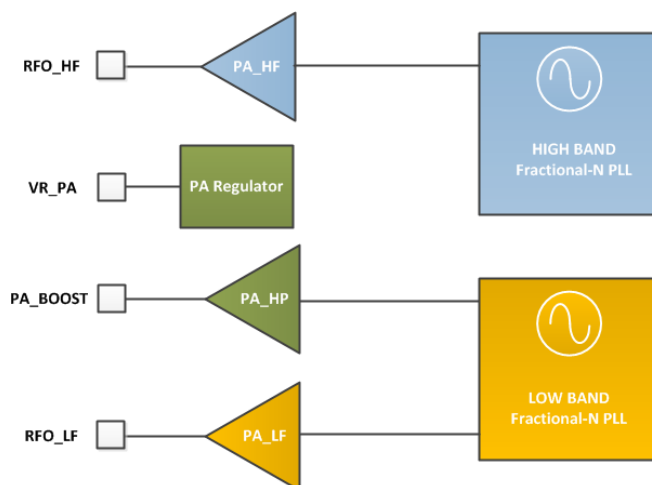 RFO_HF
PA_HF
HIGH BAND
Fractional-N PLL
VR_PA
PA Regulator
PA_BOOST
PA_HP
LOW BAND
Fractional-N PLL
RFO_LF
PA_LF